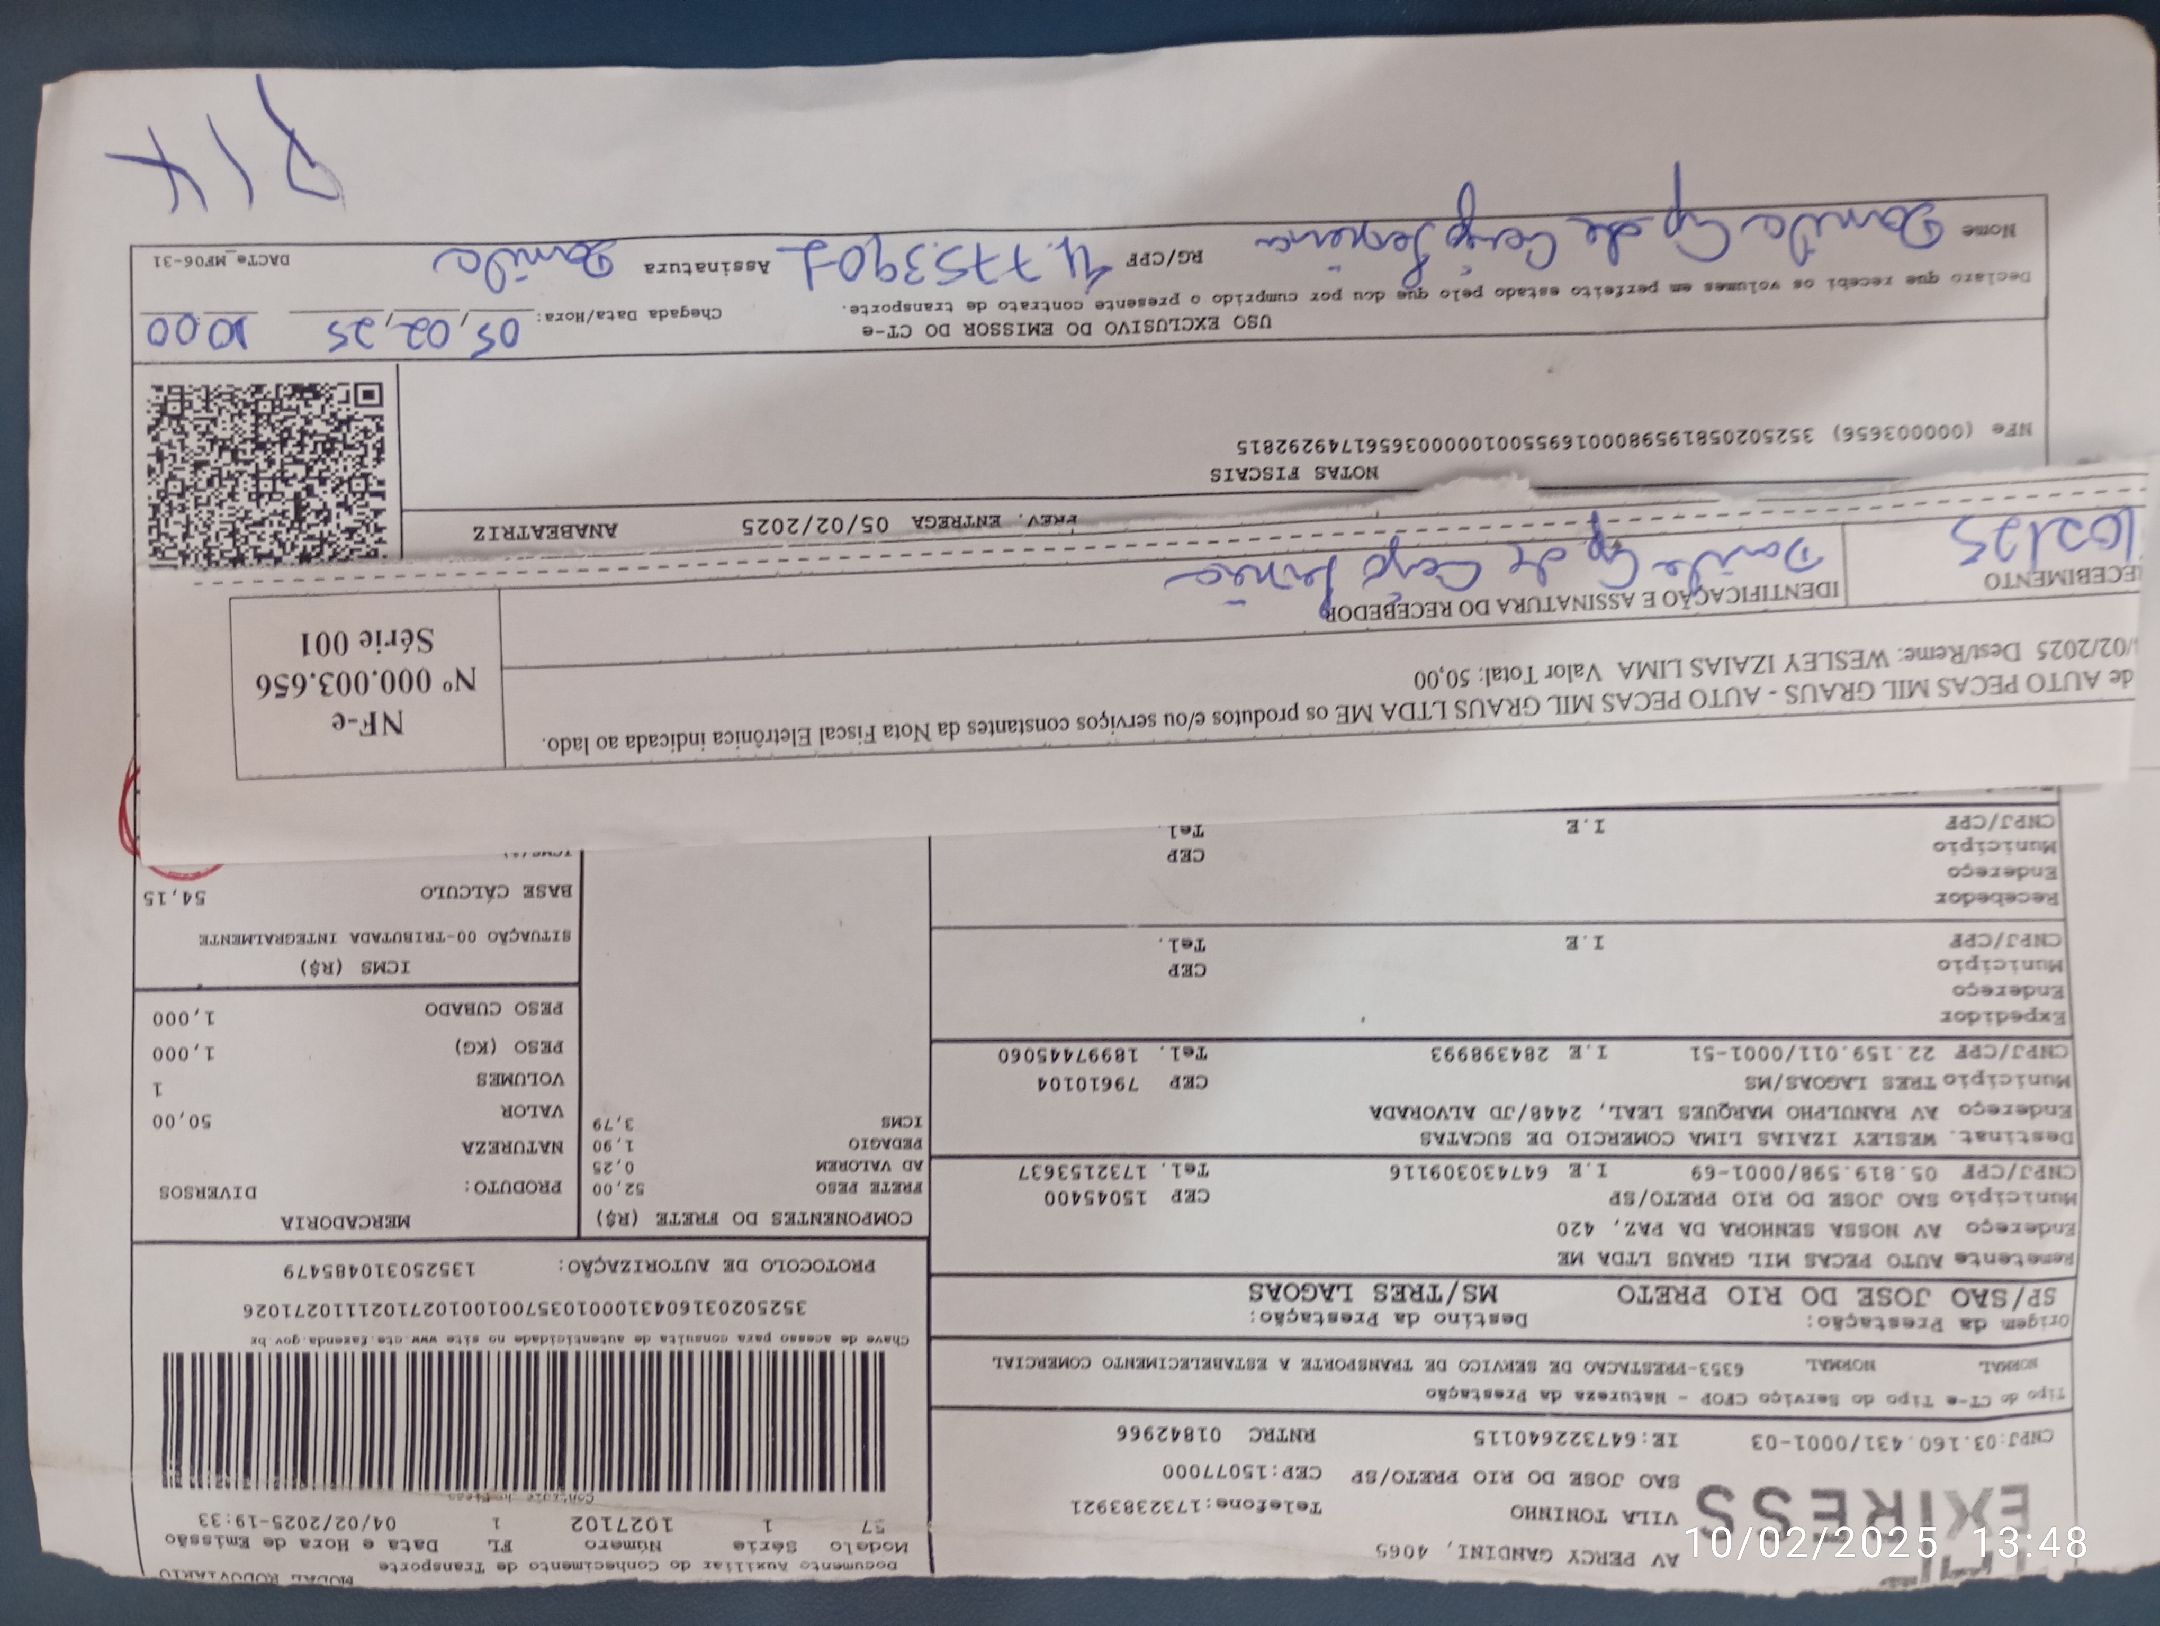 Documento Auxiliar do Conhecimento de Transporte
MODAL RODOVIARIO
Modelo Série Número FL Data e Hora de Emissão
57 1 1027102 1 04/02/2025-19:33
EXPRESS
AV PERCY GANDINI, 4065
VILA TONINHO Telefone:1732383921
SAO JOSE DO RIO PRETO/SP CEP:15077000
CNPJ:03.160.431/0001-03 IE:647322640115 RNTRC 01842966
Tipo do CT-e Tipo do Serviço CFOP - Natureza da Prestação
NORMAL NORMAL 6353-PRESTACAO DE SERVICO DE TRANSPORTE A ESTABELECIMENTO COMERCIAL
Chave de acesso para consulta de autenticidade no site www.cte.fazenda.gov.br
35250203160431000103570010010271021110271026
PROTOCOLO DE AUTORIZAÇÃO: 135250310485479
Origem da Prestação: Destino da Prestação:
SP/SAO JOSE DO RIO PRETO MS/TRES LAGOAS
Remetente AUTO PECAS MIL GRAUS LTDA ME
Endereço AV NOSSA SENHORA DA PAZ, 420
Município SAO JOSE DO RIO PRETO/SP CEP 15045400
CNPJ/CPF 05.819.598/0001-69 I.E 647430309116 Tel. 1732153637
Destinat. WESLEY IZAIAS LIMA COMERCIO DE SUCATAS
Endereço AV RANULPHO MARQUES LEAL, 2448/JD ALVORADA
Município TRES LAGOAS/MS CEP 79610104
CNPJ/CPF 22.159.011/0001-51 I.E 284398993 Tel. 18997445060
Expedidor
Endereço
Município CEP
CNPJ/CPF I.E Tel.
Recebedor
Endereço
Município CEP
CNPJ/CPF I.E Tel.
COMPONENTES DO FRETE (R$)
FRETE PESO 52,00
AD VALOREM 0,25
PEDAGIO 1,90
ICMS 3,79
MERCADORIA
PRODUTO: DIVERSOS
NATUREZA
VALOR 50,00
VOLUMES 1
PESO (KG) 1,000
PESO CUBADO 1,000
ICMS (R$)
SITUAÇÃO 00-TRIBUTADA INTEGRALMENTE
BASE CÁLCULO 54,15
de AUTO PECAS MIL GRAUS - AUTO PECAS MIL GRAUS LTDA ME os produtos e/ou serviços constantes da Nota Fiscal Eletrônica indicada ao lado.
/02/2025 Dest/Reme: WESLEY IZAIAS LIMA Valor Total: 50,00
ECEBIMENTO IDENTIFICAÇÃO E ASSINATURA DO RECEBEDOR
NF-e
Nº 000.003.656
Série 001
PREV. ENTREGA 05/02/2025 ANABEATRIZ
NOTAS FISCAIS
NFe (000003656) 35250205819598000169550010000036561749292815
USO EXCLUSIVO DO EMISSOR DO CT-e
Chegada Data/Hora: 05,02,25 10:00
Declaro que recebi os volumes em perfeito estado pelo que dou por cumprido o presente contrato de transporte.
Nome RG/CPF Assinatura
DACTe_MF06-31
10/02/2025 13:48